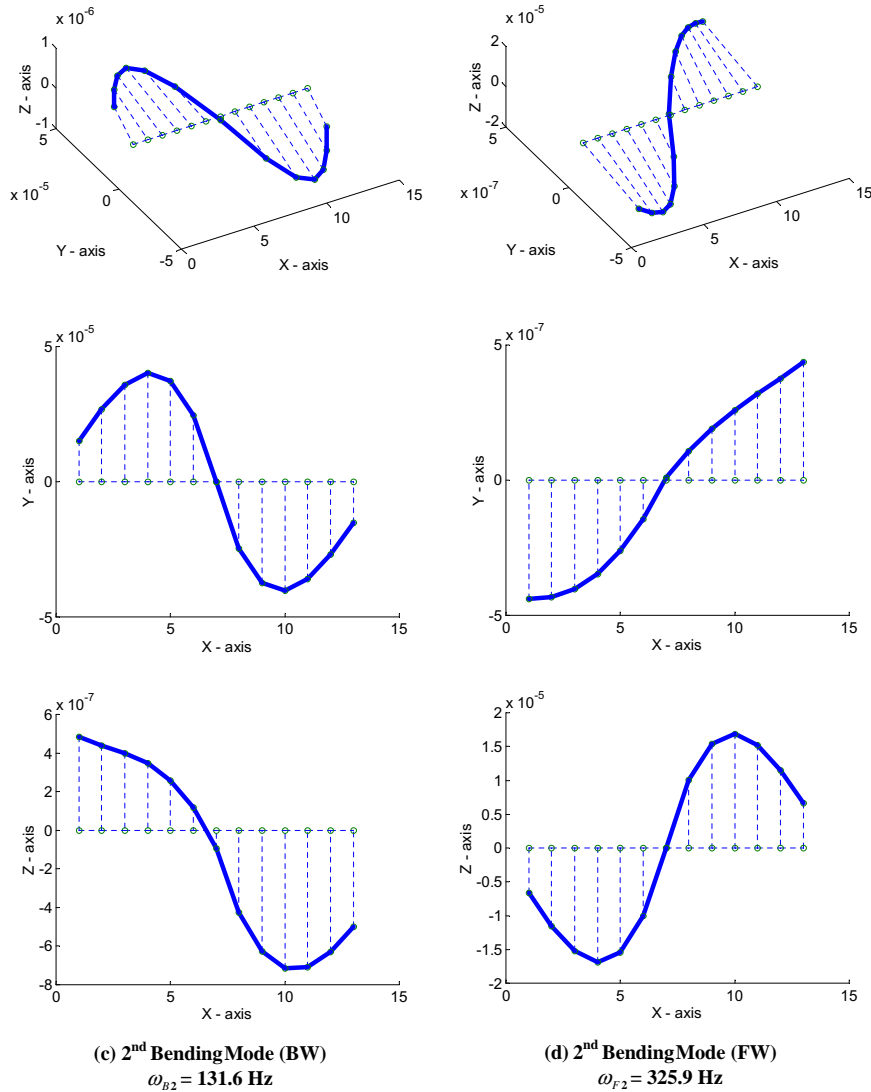 x 10⁻⁶
1
0
-1
5
x 10⁻⁵
0
-5
Z - axis
Y - axis
0
5
10
15
X - axis
x 10⁻⁵
2
0
-2
5
x 10⁻⁷
0
-5
Z - axis
Y - axis
0
5
10
15
X - axis
x 10⁻⁵
5
0
-5
Y - axis
0
5
10
15
X - axis
x 10⁻⁷
5
0
-5
Y - axis
0
5
10
15
X - axis
x 10⁻⁷
6
4
2
0
-2
-4
-6
-8
Z - axis
0
5
10
15
X - axis
x 10⁻⁵
2
1.5
1
0.5
0
-0.5
-1
-1.5
-2
Z - axis
0
5
10
15
X - axis
(c) 2ⁿᵈ Bending Mode (BW)
ω_B2 = 131.6 Hz
(d) 2ⁿᵈ Bending Mode (FW)
ω_F2 = 325.9 Hz